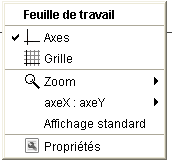 Feuille de travail
Axes
Grille
Zoom
axeX : axeY
Affichage standard
Propriétés